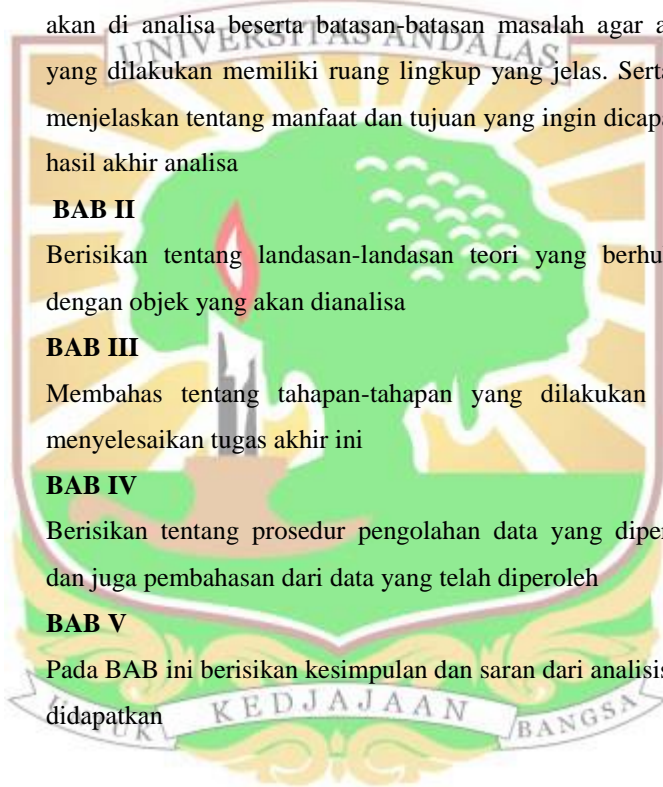 akan di analisa beserta batasan-batasan masalah agar
UNIVERSITAS ANDALAS
yang dilakukan memiliki ruang lingkup yang jelas.
menjelaskan tentang manfaat dan tujuan yang ingin
hasil akhir analisa
BAB II
Berisikan tentang landasan-landasan teori yang
dengan objek yang akan dianalisa
BAB III
Membahas tentang tahapan-tahapan yang dilakukan
menyelesaikan tugas akhir ini
BAB IV
Berisikan tentang prosedur pengolahan data yang
dan juga pembahasan dari data yang telah diperoleh
BAB V
Pada BAB ini berisikan kesimpulan dan saran dari analisis
didapatkan
UNTUK KEDJAJAAN BANGSA